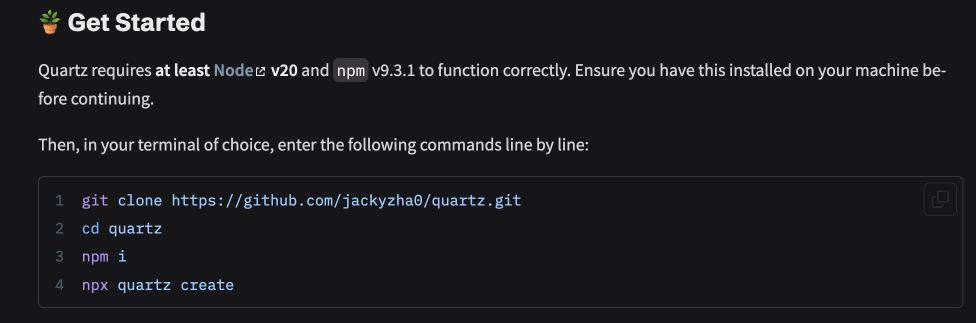 🪴 Get Started
Quartz requires at least Node v20 and npm v9.3.1 to function correctly. Ensure you have this installed on your machine be-
fore continuing.
Then, in your terminal of choice, enter the following commands line by line:
1 git clone https://github.com/jackyzha0/quartz.git
2 cd quartz
3 npm i
4 npx quartz create